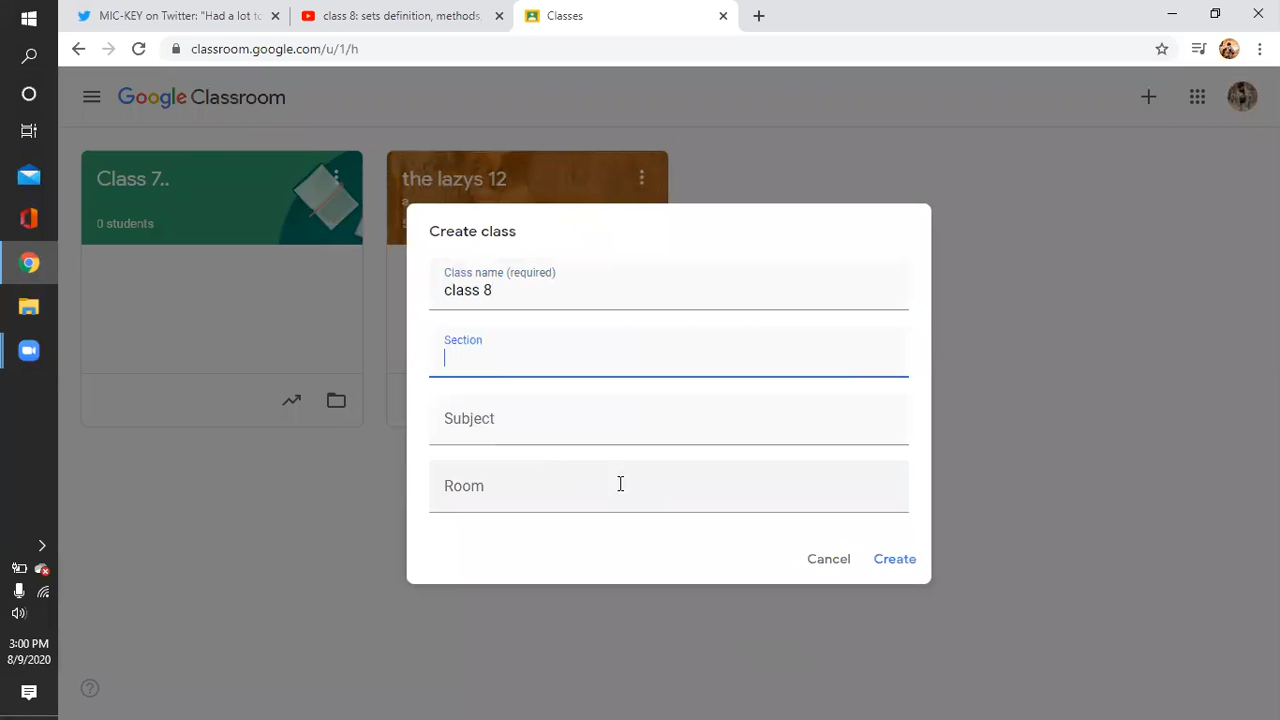 MIC-KEY on Twitter: "Had a lot to
class 8: sets definition, methods,
Classes
classroom.google.com/u/1/h
Google Classroom
Class 7..
0 students
the lazys 12
Create class
Class name (required)
class 8
Section
Subject
Room
Cancel
Create
3:00 PM
8/9/2020